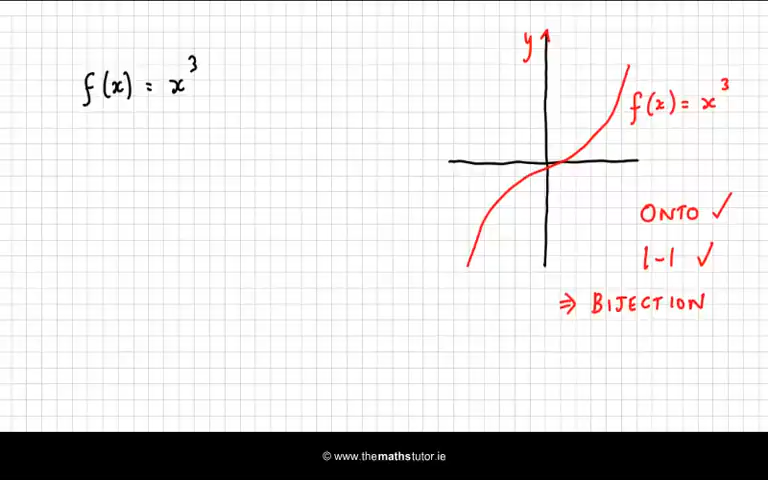 f(x) = x³
y
f(x) = x³
ONTO ✓
1-1 ✓
⇒ BIJECTION
© www.themathstutor.ie